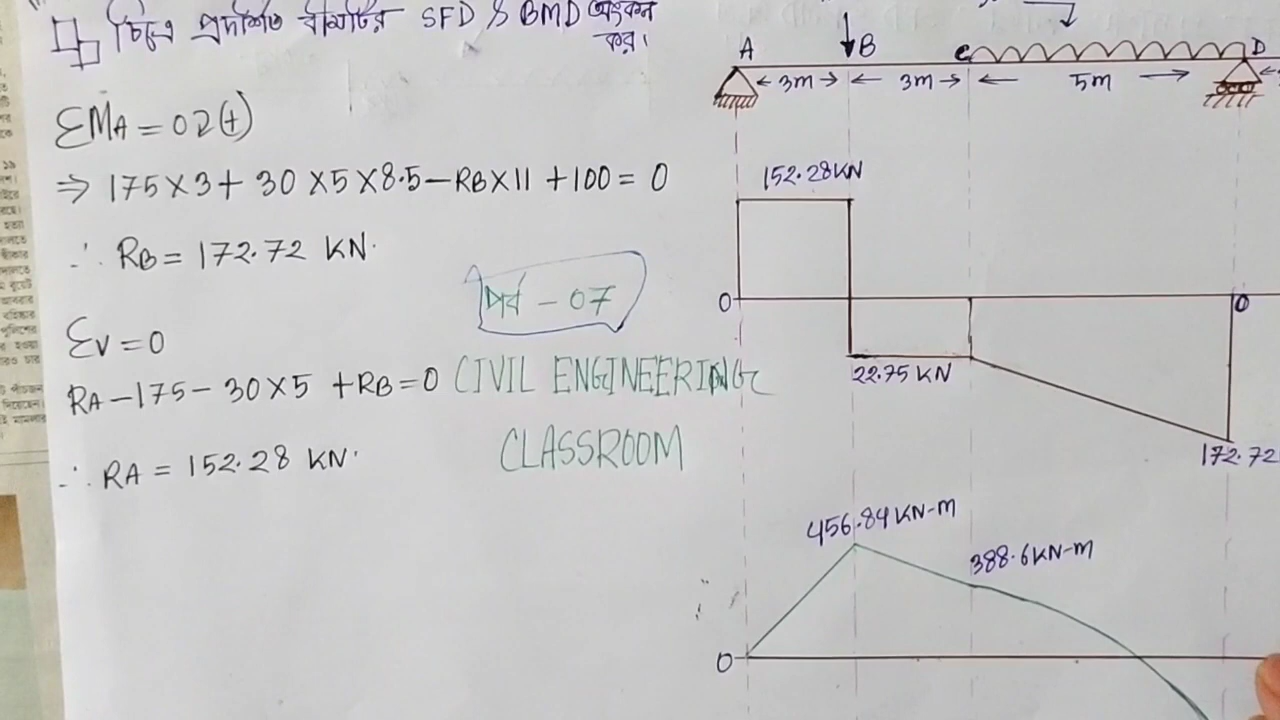 চিত্রে প্রদর্শিত বীমটির SFD ও BMD অংকন
কর।
ΣMA = 0 ↻(+)
⇒ 175×3+ 30 ×5×8.5−RB×11 +100 = 0
∴ RB = 172.72 KN.
পর্ব - 07
Σv = 0
RA −175− 30×5 +RB = 0
CIVIL ENGINEERING
CLASSROOM
∴ RA = 152.28 KN.
A B C D
3m 3m 5m
152.28KN
0 0
22.75 KN
172.72
456.84 KN-m
388.6 KN-m
0